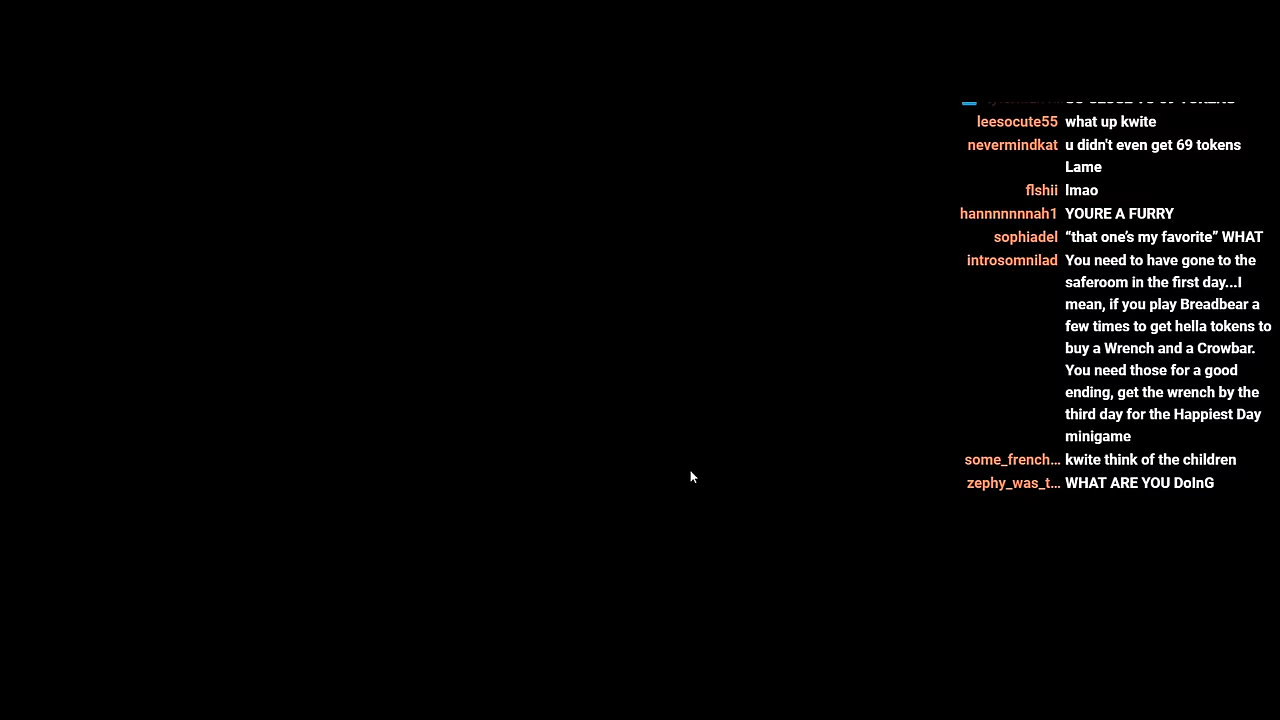 leesocute55 what up kwite
nevermindkat u didn't even get 69 tokens
Lame
flshii lmao
hannnnnnnah1 YOURE A FURRY
sophiadel “that one’s my favorite” WHAT
introsomnilad You need to have gone to the
saferoom in the first day...I
mean, if you play Breadbear a
few times to get hella tokens to
buy a Wrench and a Crowbar.
You need those for a good
ending, get the wrench by the
third day for the Happiest Day
minigame
some_french… kwite think of the children
zephy_was_t… WHAT ARE YOU DoInG